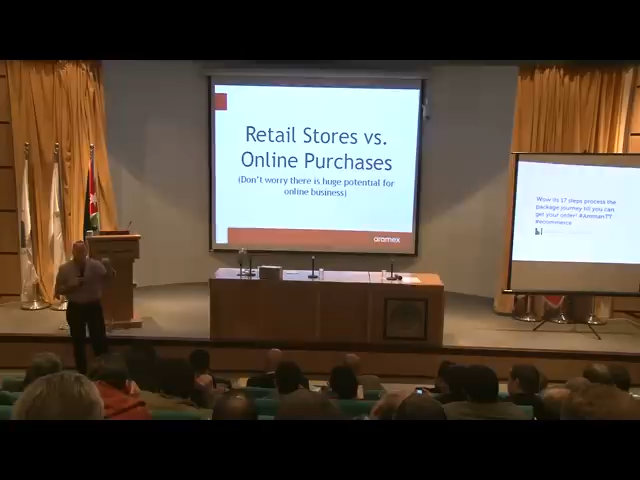 Retail Stores vs.
Online Purchases
(Don't worry there is huge potential for
online business)
aramex
Wow its 17 steps process the
package journey till you can
get your order! #AmmanTT
#ecommerce